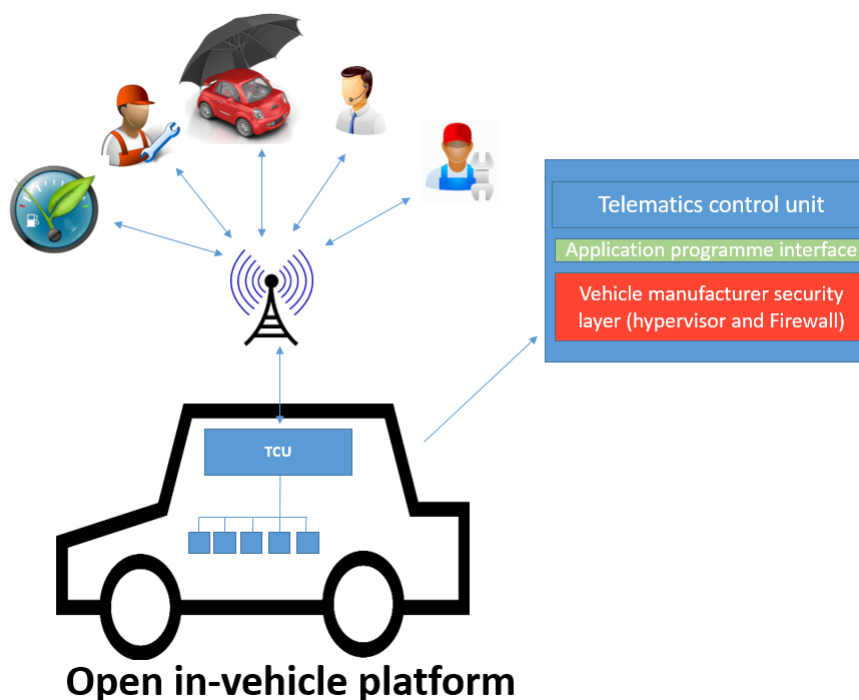 Telematics control unit
Application programme interface
Vehicle manufacturer security
layer (hypervisor and Firewall)
TCU
Open in-vehicle platform